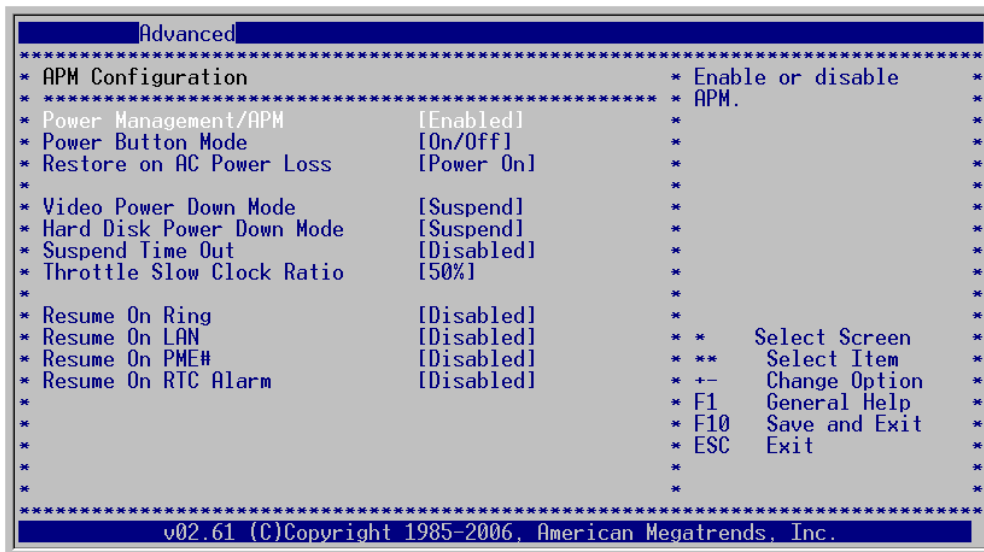 Advanced
********************************************************************************
* APM Configuration * Enable or disable *
* *************************************************** * APM. *
* Power Management/APM [Enabled] * *
* Power Button Mode [On/Off] * *
* Restore on AC Power Loss [Power On] * *
* * *
* Video Power Down Mode [Suspend] * *
* Hard Disk Power Down Mode [Suspend] * *
* Suspend Time Out [Disabled] * *
* Throttle Slow Clock Ratio [50%] * *
* * *
* Resume On Ring [Disabled] * *
* Resume On LAN [Disabled] * * Select Screen *
* Resume On PME# [Disabled] * ** Select Item *
* Resume On RTC Alarm [Disabled] * +- Change Option *
* * F1 General Help *
* * F10 Save and Exit *
* * ESC Exit *
* * *
* * *
********************************************************************************
v02.61 (C)Copyright 1985-2006, American Megatrends, Inc.